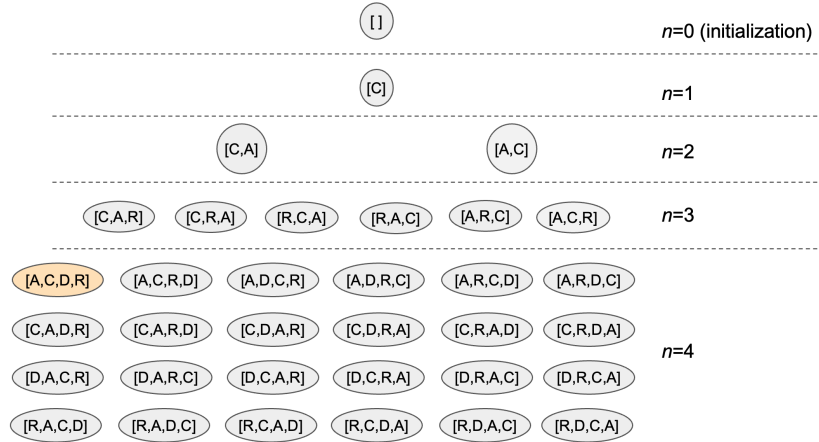 [ ] n=0 (initialization)
[C] n=1
[C,A] [A,C] n=2
[C,A,R] [C,R,A] [R,C,A] [R,A,C] [A,R,C] [A,C,R] n=3
[A,C,D,R] [A,C,R,D] [A,D,C,R] [A,D,R,C] [A,R,C,D] [A,R,D,C]
[C,A,D,R] [C,A,R,D] [C,D,A,R] [C,D,R,A] [C,R,A,D] [C,R,D,A]
n=4
[D,A,C,R] [D,A,R,C] [D,C,A,R] [D,C,R,A] [D,R,A,C] [D,R,C,A]
[R,A,C,D] [R,A,D,C] [R,C,A,D] [R,C,D,A] [R,D,A,C] [R,D,C,A]